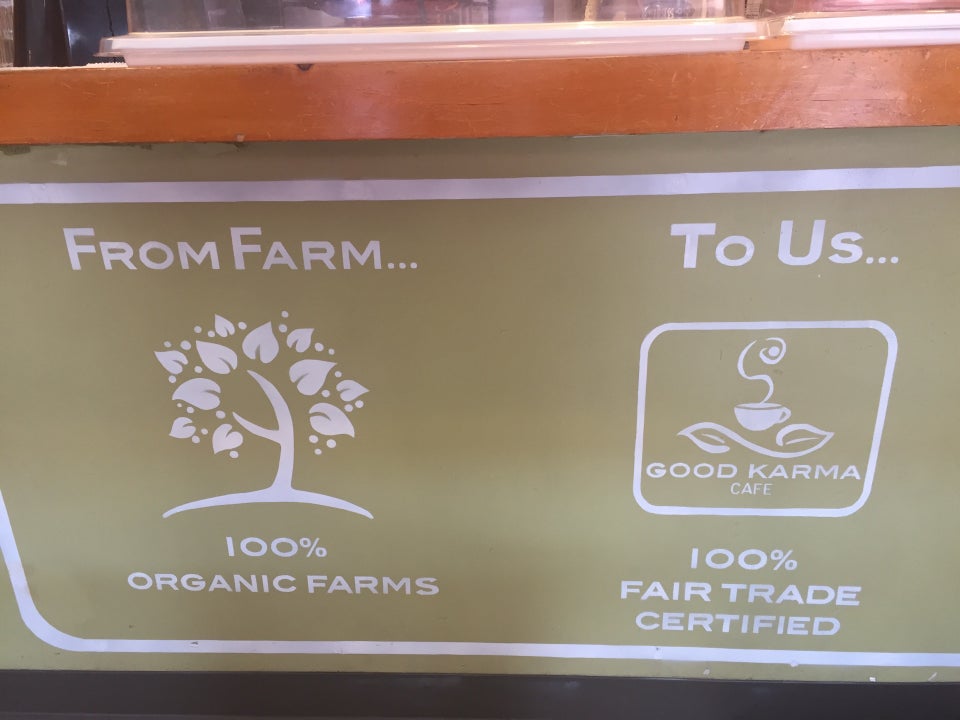 From Farm...
100%
ORGANIC FARMS
To Us...
GOOD KARMA
CAFE
100%
FAIR TRADE
CERTIFIED